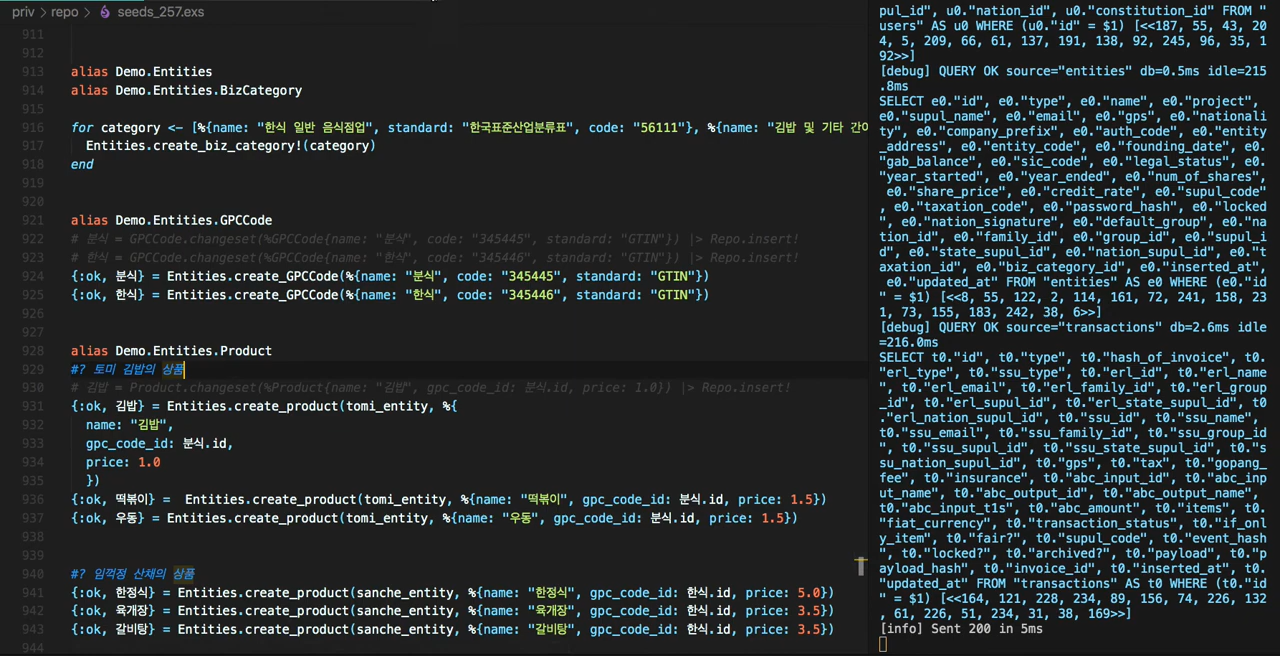 priv > repo > seeds_257.exs
911
912
913 alias Demo.Entities
914 alias Demo.Entities.BizCategory
915
916 for category <- [%{name: "한식 일반 음식점업", standard: "한국표준산업분류표", code: "56111"}, %{name: "김밥 및 기타 간이
917 Entities.create_biz_category!(category)
918 end
919
920
921 alias Demo.Entities.GPCCode
922 # 분식 = GPCCode.changeset(%GPCCode{name: "분식", code: "345445", standard: "GTIN"}) |> Repo.insert!
923 # 한식 = GPCCode.changeset(%GPCCode{name: "한식", code: "345446", standard: "GTIN"}) |> Repo.insert!
924 {:ok, 분식} = Entities.create_GPCCode(%{name: "분식", code: "345445", standard: "GTIN"})
925 {:ok, 한식} = Entities.create_GPCCode(%{name: "한식", code: "345446", standard: "GTIN"})
926
927
928 alias Demo.Entities.Product
929 #? 토미 김밥의 상품
930 # 김밥 = Product.changeset(%Product{name: "김밥", gpc_code_id: 분식.id, price: 1.0}) |> Repo.insert!
931 {:ok, 김밥} = Entities.create_product(tomi_entity, %{
932 name: "김밥",
933 gpc_code_id: 분식.id,
934 price: 1.0
935 })
936 {:ok, 떡볶이} =  Entities.create_product(tomi_entity, %{name: "떡볶이", gpc_code_id: 분식.id, price: 1.5})
937 {:ok, 우동} = Entities.create_product(tomi_entity, %{name: "우동", gpc_code_id: 분식.id, price: 1.5})
938
939
940 #? 임꺽정 산채의 상품
941 {:ok, 한정식} = Entities.create_product(sanche_entity, %{name: "한정식", gpc_code_id: 한식.id, price: 5.0})
942 {:ok, 육개장} = Entities.create_product(sanche_entity, %{name: "육개장", gpc_code_id: 한식.id, price: 3.5})
943 {:ok, 갈비탕} = Entities.create_product(sanche_entity, %{name: "갈비탕", gpc_code_id: 한식.id, price: 3.5})
944
pul_id", u0."nation_id", u0."constitution_id" FROM "
users" AS u0 WHERE (u0."id" = $1) [<<187, 55, 43, 20
4, 5, 209, 66, 61, 137, 191, 138, 92, 245, 96, 35, 1
92>>]
[debug] QUERY OK source="entities" db=0.5ms idle=215
.8ms
SELECT e0."id", e0."type", e0."name", e0."project",
e0."supul_name", e0."email", e0."gps", e0."nationali
ty", e0."company_prefix", e0."auth_code", e0."entity
_address", e0."entity_code", e0."founding_date", e0.
"gab_balance", e0."sic_code", e0."legal_status", e0.
"year_started", e0."year_ended", e0."num_of_shares",
e0."share_price", e0."credit_rate", e0."supul_code"
, e0."taxation_code", e0."password_hash", e0."locked
", e0."nation_signature", e0."default_group", e0."na
tion_id", e0."family_id", e0."group_id", e0."supul_i
d", e0."state_supul_id", e0."nation_supul_id", e0."t
axation_id", e0."biz_category_id", e0."inserted_at",
e0."updated_at" FROM "entities" AS e0 WHERE (e0."id
" = $1) [<<8, 55, 122, 2, 114, 161, 72, 241, 158, 23
1, 73, 155, 183, 242, 38, 6>>]
[debug] QUERY OK source="transactions" db=2.6ms idle
=216.0ms
SELECT t0."id", t0."type", t0."hash_of_invoice", t0.
"erl_type", t0."ssu_type", t0."erl_id", t0."erl_name
", t0."erl_email", t0."erl_family_id", t0."erl_group
_id", t0."erl_supul_id", t0."erl_state_supul_id", t0
."erl_nation_supul_id", t0."ssu_id", t0."ssu_name",
t0."ssu_email", t0."ssu_family_id", t0."ssu_group_id
", t0."ssu_supul_id", t0."ssu_state_supul_id", t0."s
su_nation_supul_id", t0."gps", t0."tax", t0."gopang_
fee", t0."insurance", t0."abc_input_id", t0."abc_inp
ut_name", t0."abc_output_id", t0."abc_output_name",
t0."abc_input_t1s", t0."abc_amount", t0."items", t0.
"fiat_currency", t0."transaction_status", t0."if_onl
y_item", t0."fair?", t0."supul_code", t0."event_hash
", t0."locked?", t0."archived?", t0."payload", t0."p
ayload_hash", t0."invoice_id", t0."inserted_at", t0.
"updated_at" FROM "transactions" AS t0 WHERE (t0."id
" = $1) [<<164, 121, 228, 234, 89, 156, 74, 226, 132
, 61, 226, 51, 234, 31, 38, 169>>]
[info] Sent 200 in 5ms